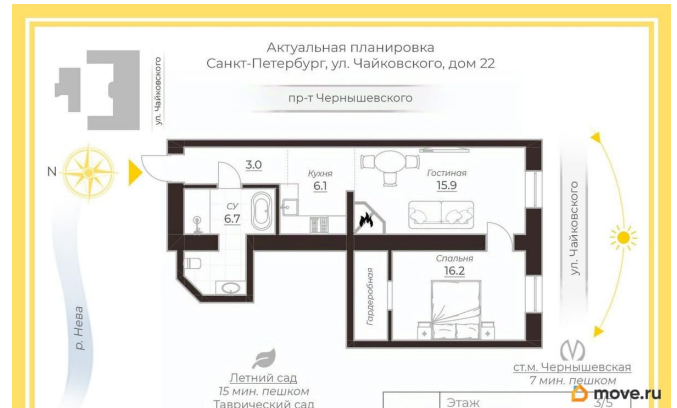 Актуальная планировка
Санкт-Петербург, ул. Чайковского, дом 22
ул. Чайковского
пр-т Чернышевского
N
3.0
Кухня
6.1
Гостиная
15.9
СУ
6.7
ул. Чайковского
Спальня
16.2
Гардеробная
р. Нева
Летний сад
15 мин. пешком
Таврический сад
ст.м. Чернышевская
7 мин. пешком
Этаж
3/5
move.ru